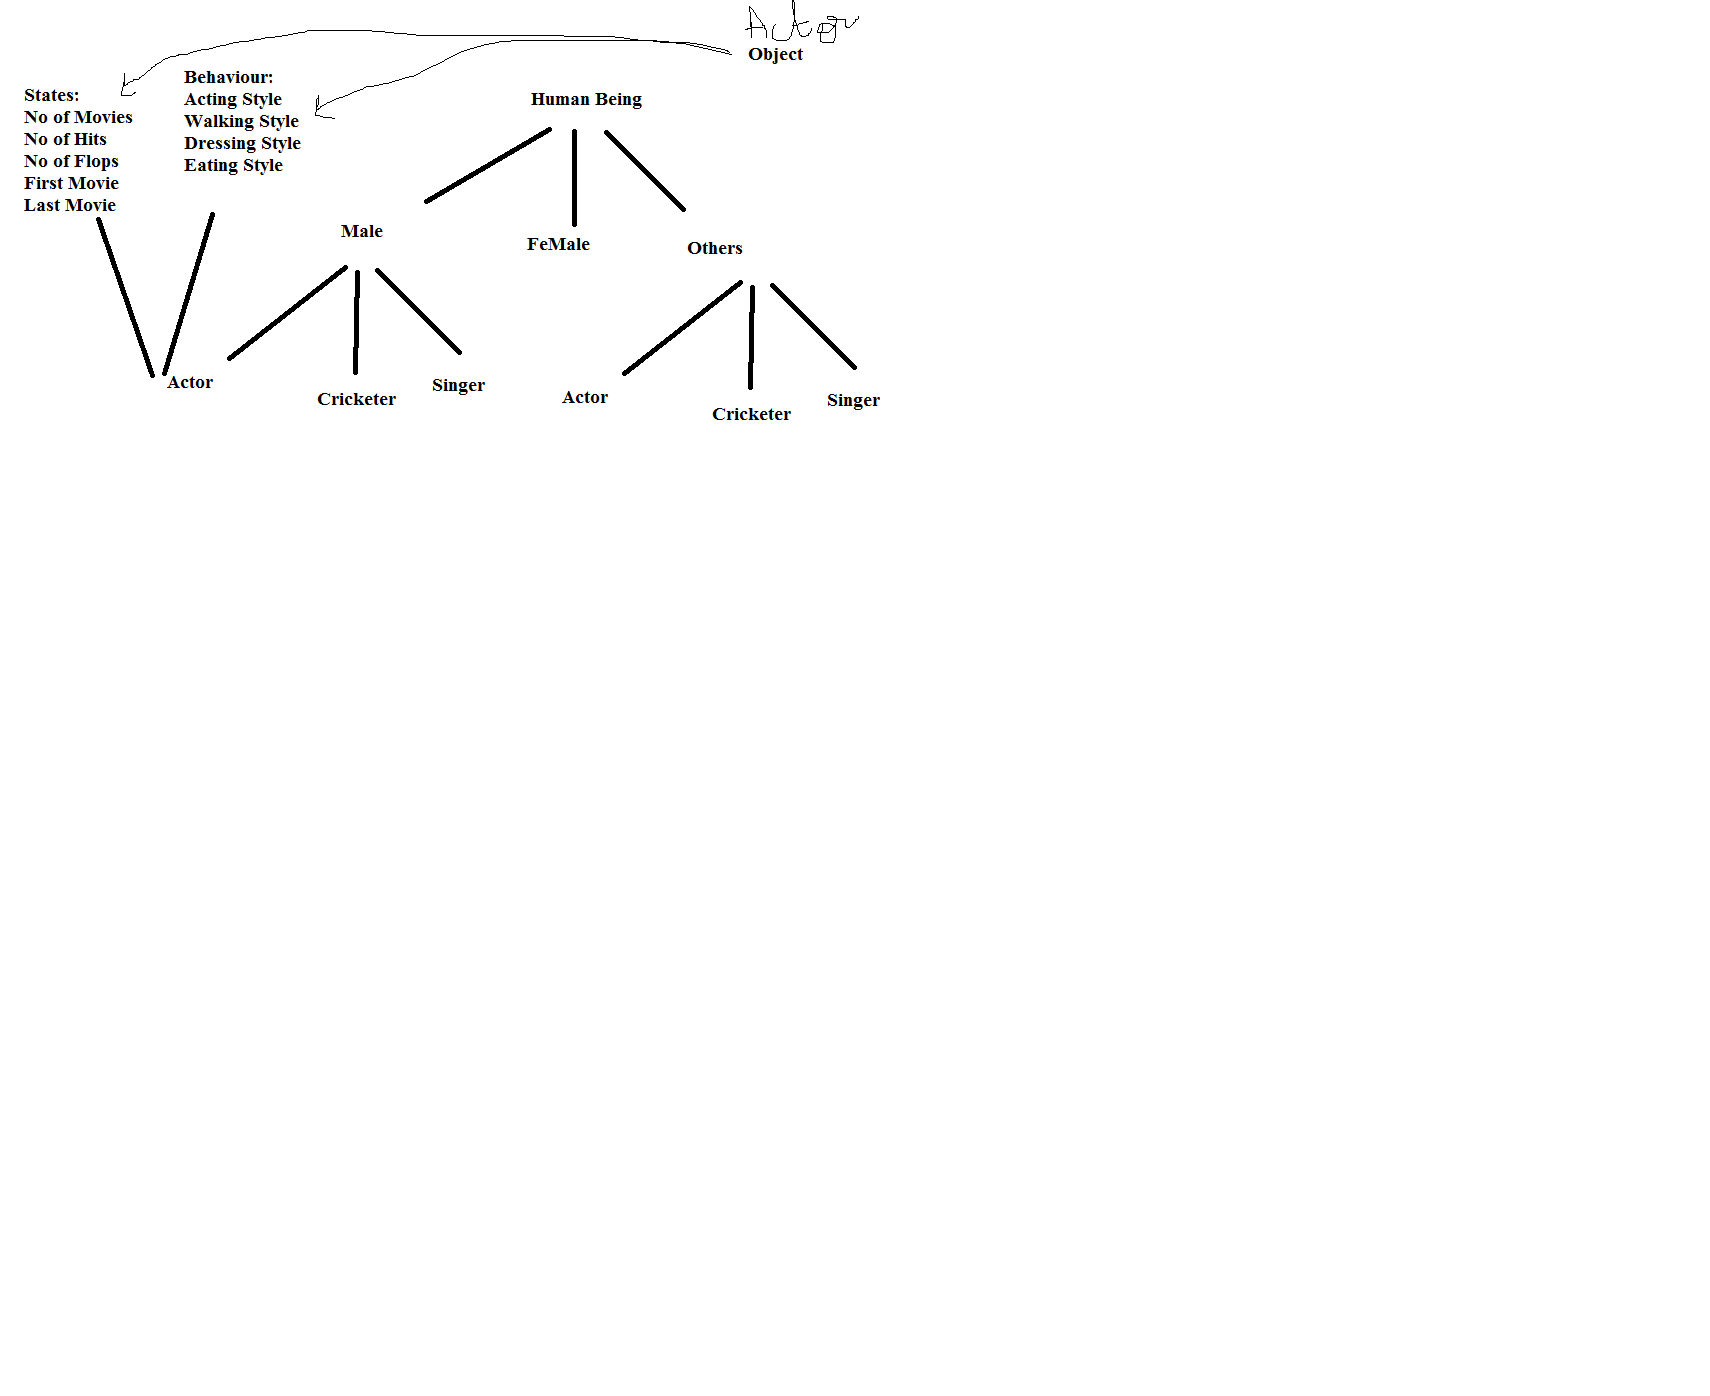 Actor
Object
States:
No of Movies
No of Hits
No of Flops
First Movie
Last Movie
Behaviour:
Acting Style
Walking Style
Dressing Style
Eating Style
Human Being
Male
FeMale
Others
Actor
Cricketer
Singer
Actor
Cricketer
Singer